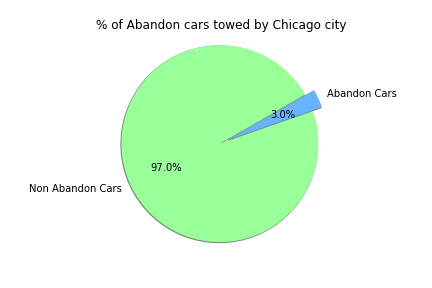 % of Abandon cars towed by Chicago city
Abandon Cars
3.0%
97.0%
Non Abandon Cars